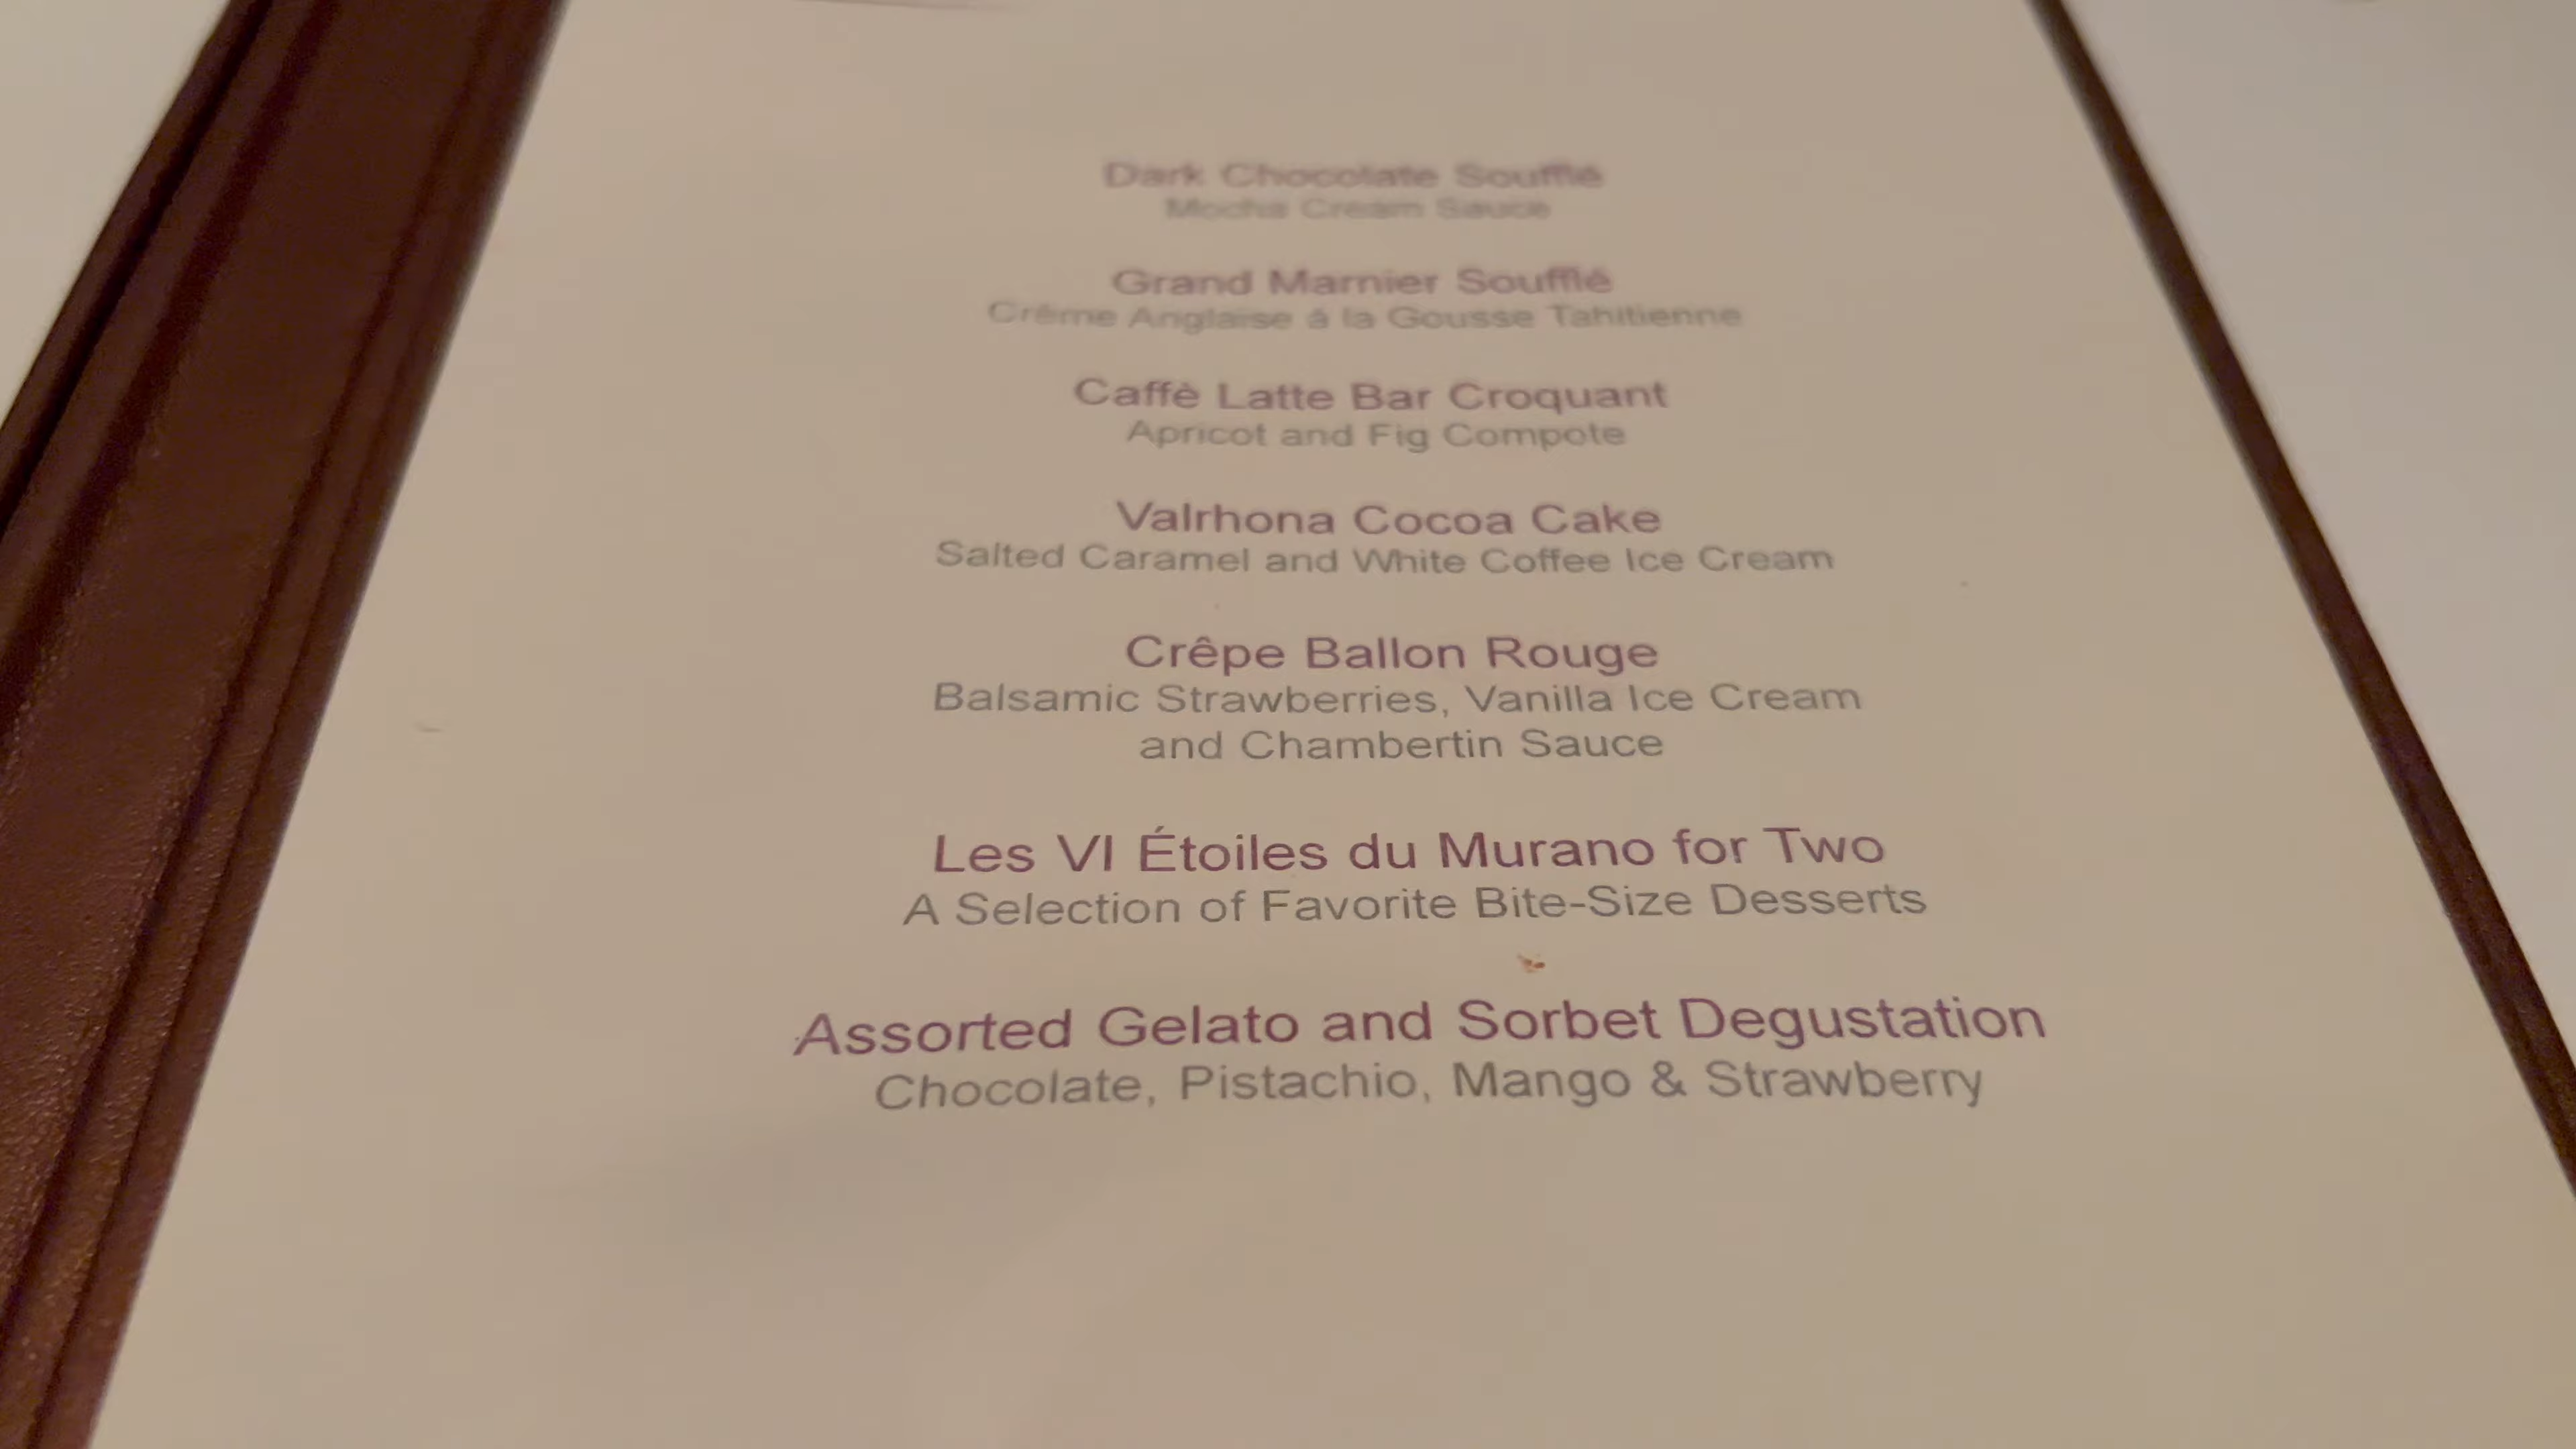 Dark Chocolate Soufflé
Mocha Cream Sauce
Grand Marnier Soufflé
Crême Anglaise á la Gousse Tahitienne
Caffè Latte Bar Croquant
Apricot and Fig Compote
Valrhona Cocoa Cake
Salted Caramel and White Coffee Ice Cream
Crêpe Ballon Rouge
Balsamic Strawberries, Vanilla Ice Cream
and Chambertin Sauce
Les VI Étoiles du Murano for Two
A Selection of Favorite Bite-Size Desserts
Assorted Gelato and Sorbet Degustation
Chocolate, Pistachio, Mango & Strawberry